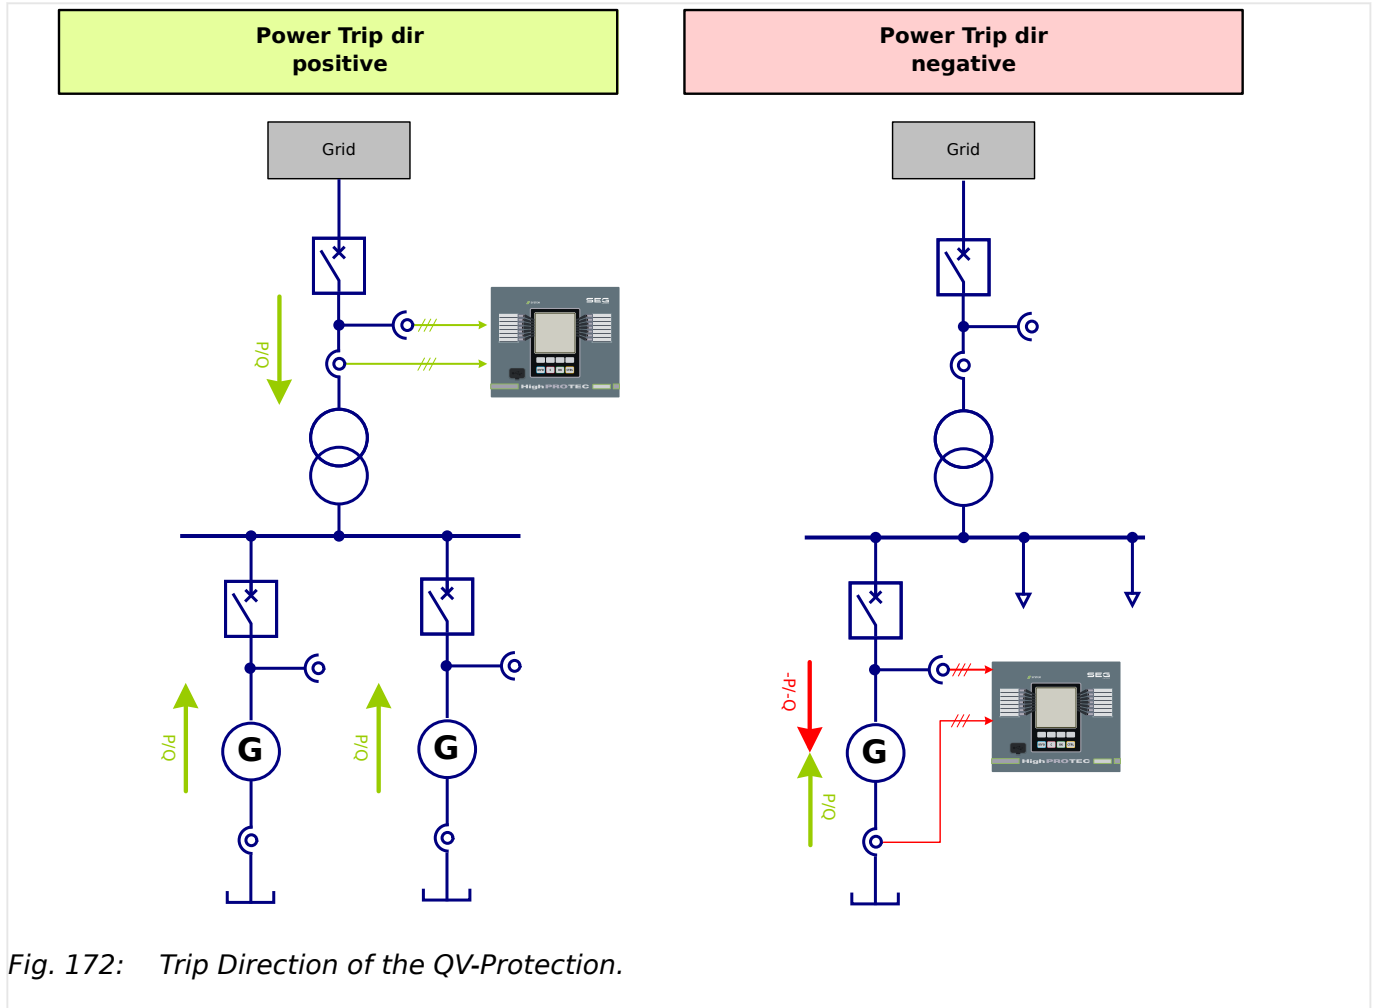 Power Trip dir
positive
Power Trip dir
negative
Grid
Grid
SEG
P/Q
HighPROTEC
P/Q
P/Q
G
G
SEG
-P/-Q
G
HighPROTEC
P/Q
Fig. 172: Trip Direction of the QV-Protection.